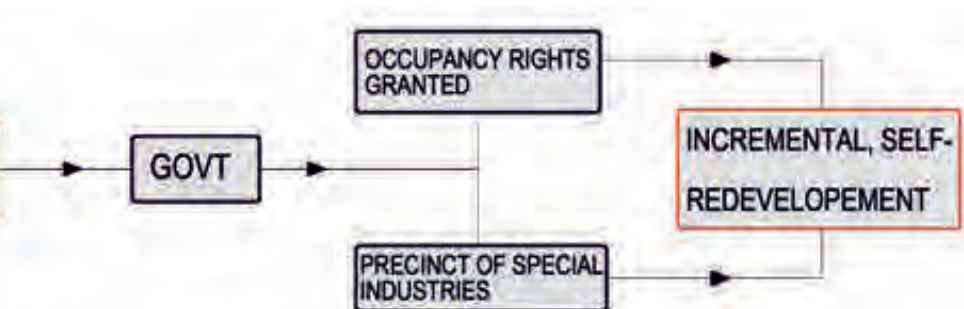 OCCUPANCY RIGHTS
GRANTED
GOVT
INCREMENTAL, SELF-
REDEVELOPEMENT
PRECINCT OF SPECIAL
INDUSTRIES